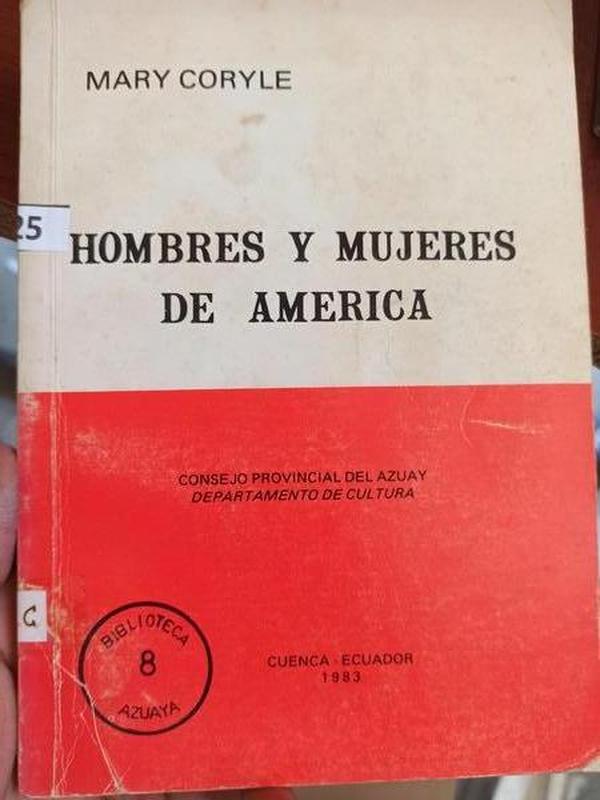 MARY CORYLE
25
HOMBRES Y MUJERES
DE AMERICA
CONSEJO PROVINCIAL DEL AZUAY
DEPARTAMENTO DE CULTURA
C
BIBLIOTECA
8
AZUAYA
CUENCA - ECUADOR
1983